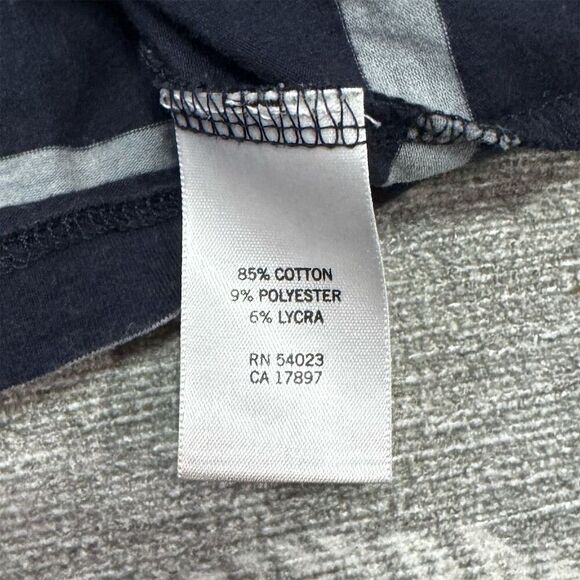 85% COTTON
9% POLYESTER
6% LYCRA
RN 54023
CA 17897